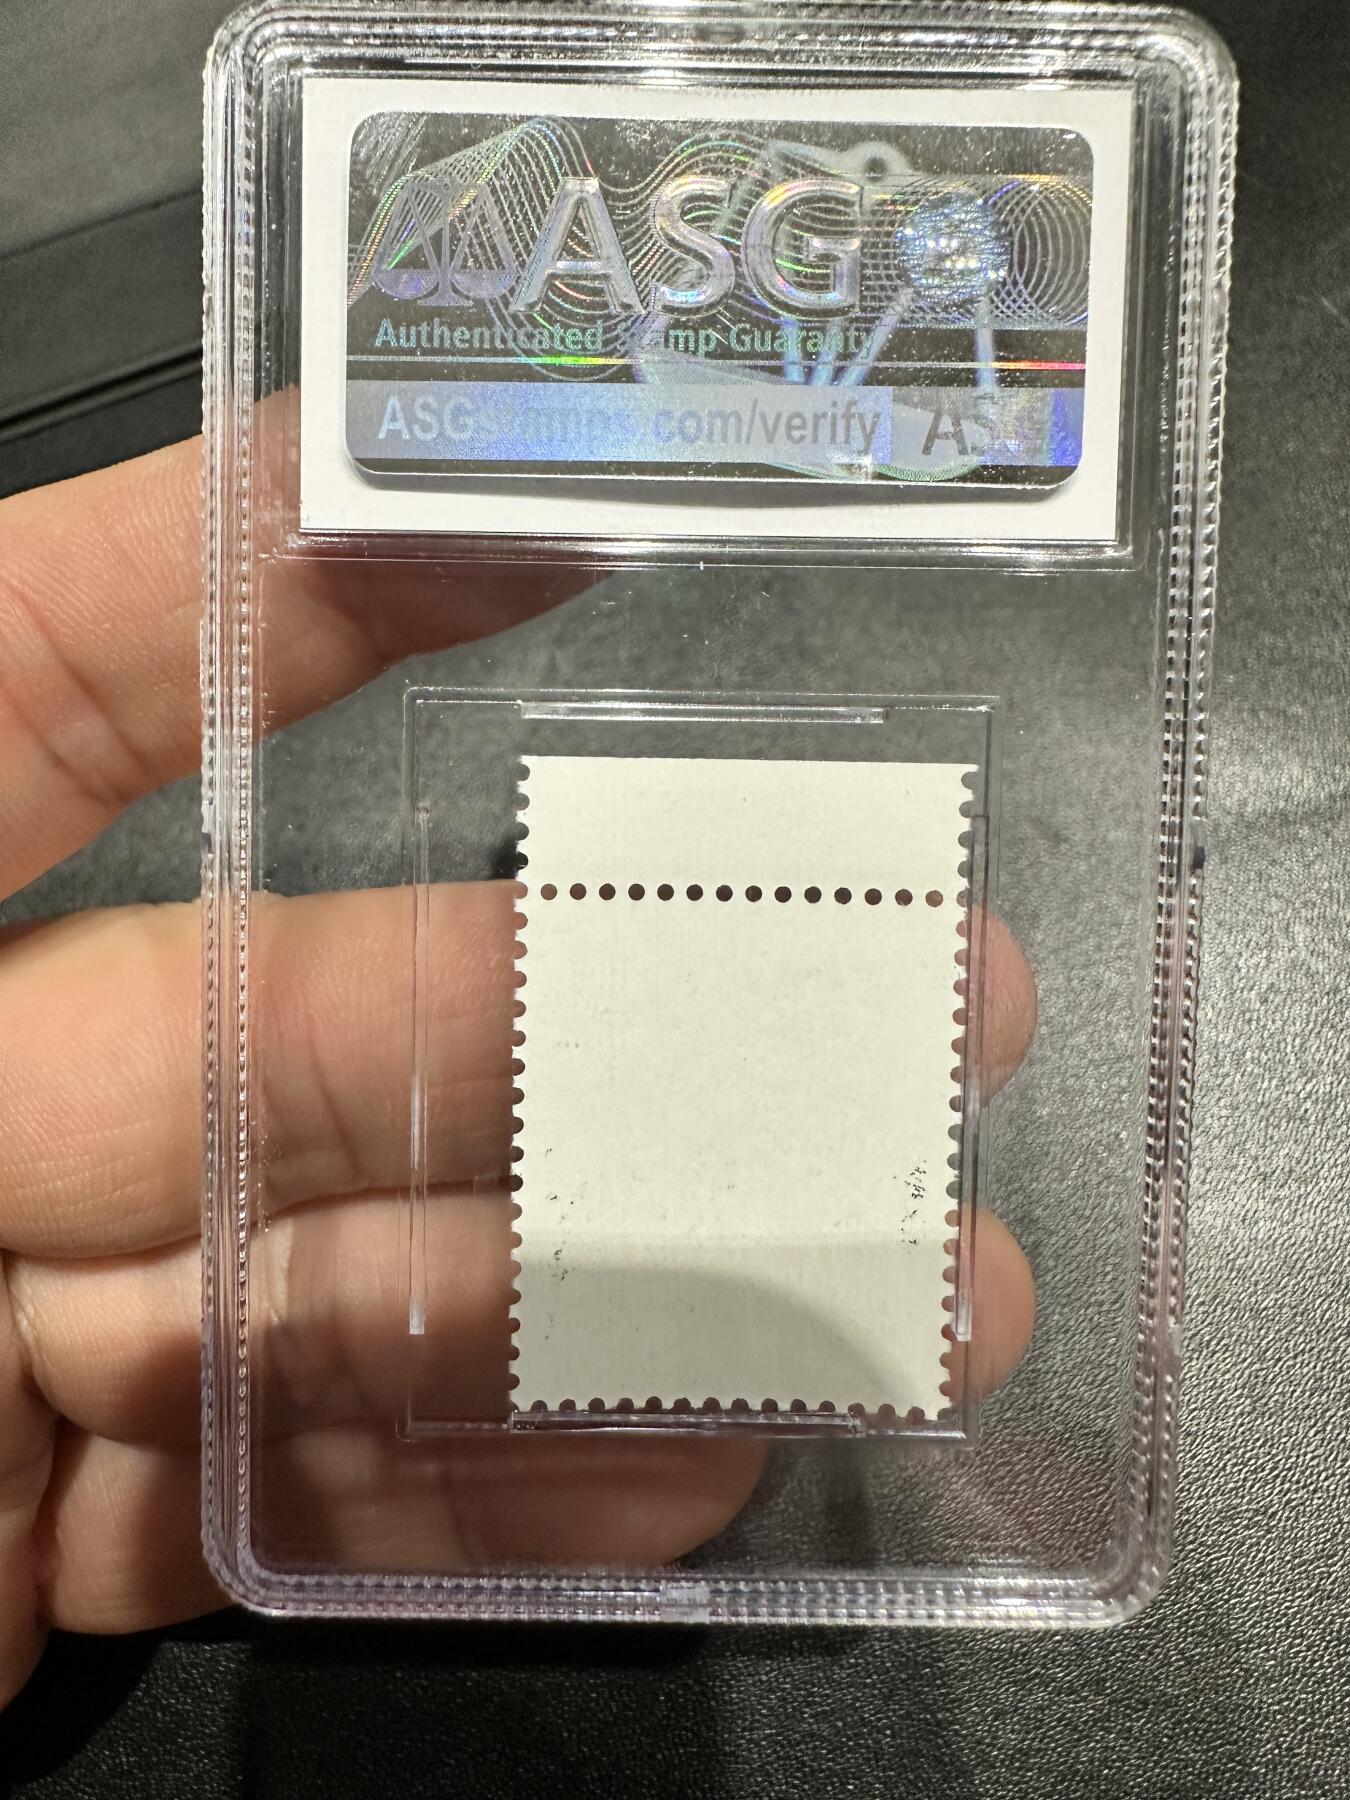 ASG
Authenticated Stamp Guaranty
ASGstamps.com/verify ASG